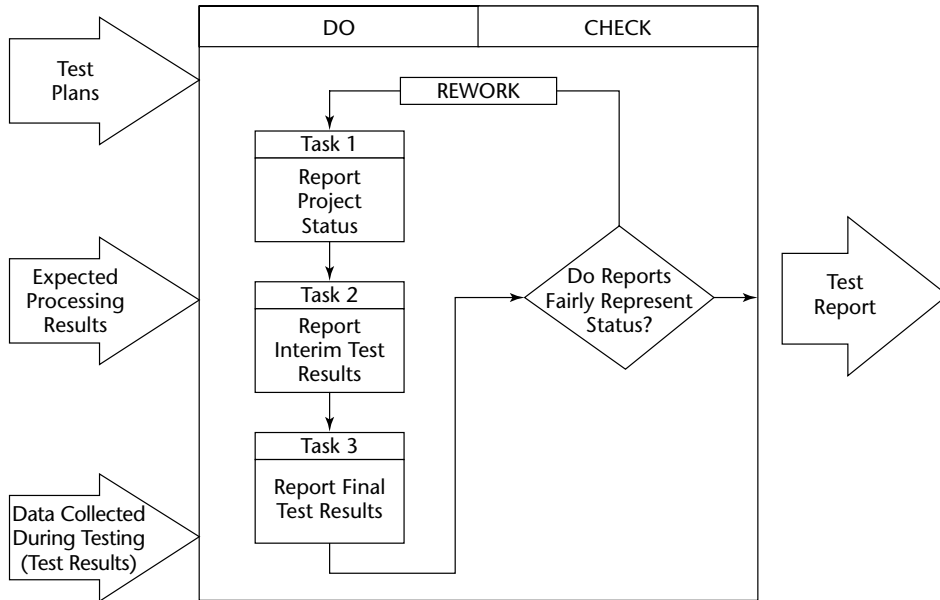 DO
CHECK
Test
Plans
REWORK
Task 1
Report
Project
Status
Expected
Processing
Results
Task 2
Report
Interim Test
Results
Do Reports
Fairly Represent
Status?
Test
Report
Task 3
Report Final
Test Results
Data Collected
During Testing
(Test Results)